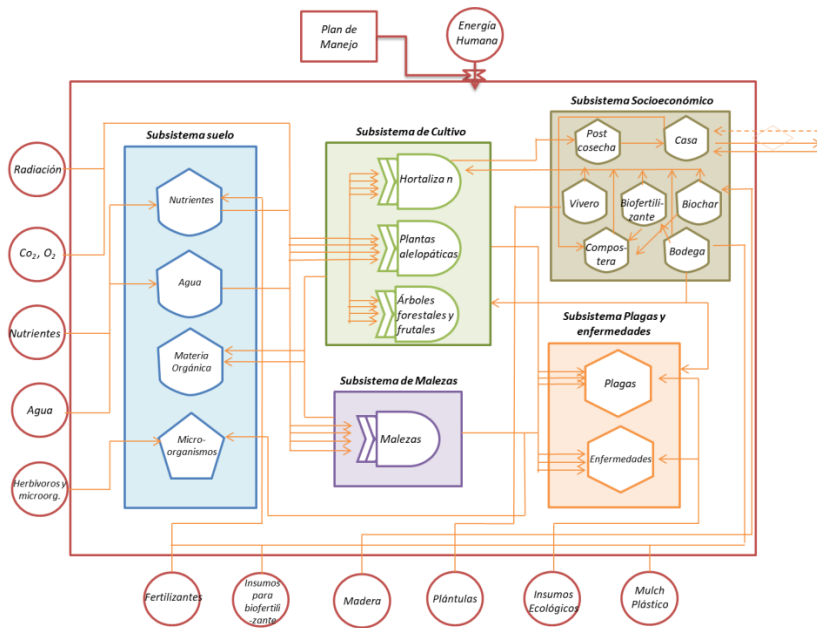 Plan de
Manejo
Energía
Humana
Subsistema suelo
Subsistema de Cultivo
Subsistema Socioeconómico
Radiación
Co₂, O₂
Nutrientes
Agua
Herbívoros y
microorg.
Nutrientes
Agua
Materia
Orgánica
Micro-
organismos
Hortaliza n
Plantas
alelopáticas
Árboles
forestales y
frutales
Subsistema de Malezas
Malezas
Post
cosecha
Casa
Vivero
Biofertili_
zante
Biochar
Compos-
tera
Bodega
Subsistema Plagas y
enfermedades
Plagas
Enfermedades
Fertilizantes
Insumos
para
biofertili
-zante
Madera
Plántulas
Insumos
Ecológicos
Mulch
Plástico